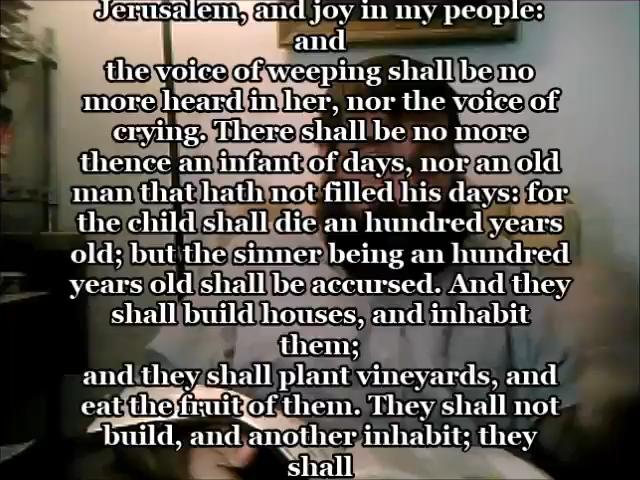 Jerusalem, and joy in my people:
and
the voice of weeping shall be no
more heard in her, nor the voice of
crying. There shall be no more
thence an infant of days, nor an old
man that hath not filled his days: for
the child shall die an hundred years
old; but the sinner being an hundred
years old shall be accursed. And they
shall build houses, and inhabit
them;
and they shall plant vineyards, and
eat the fruit of them. They shall not
build, and another inhabit; they
shall